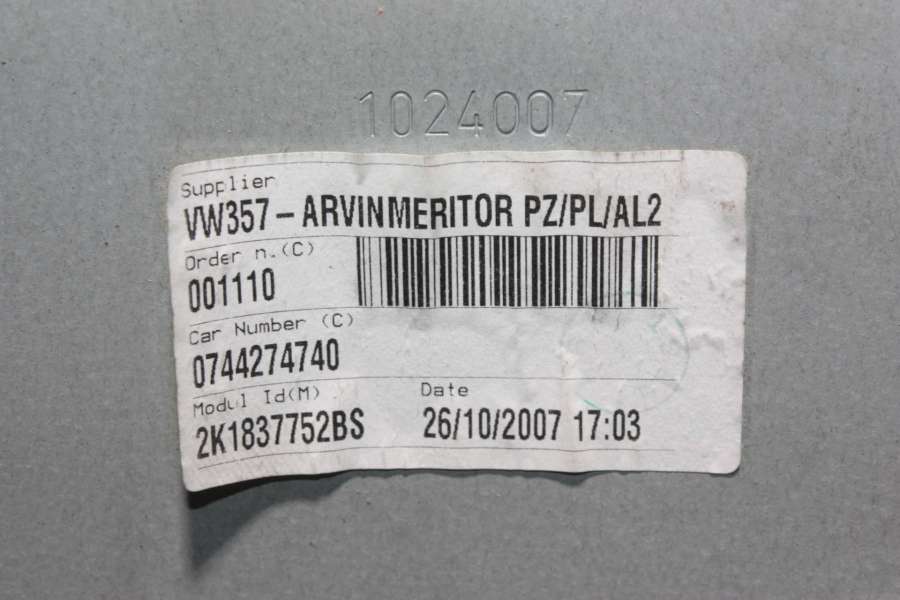 1024007
Supplier
VW357 - ARVINMERITOR PZ/PL/AL2
Order n.(C)
001110
Car Number (C)
0744274740
Modul Id(M) Date
2K1837752BS 26/10/2007 17:03